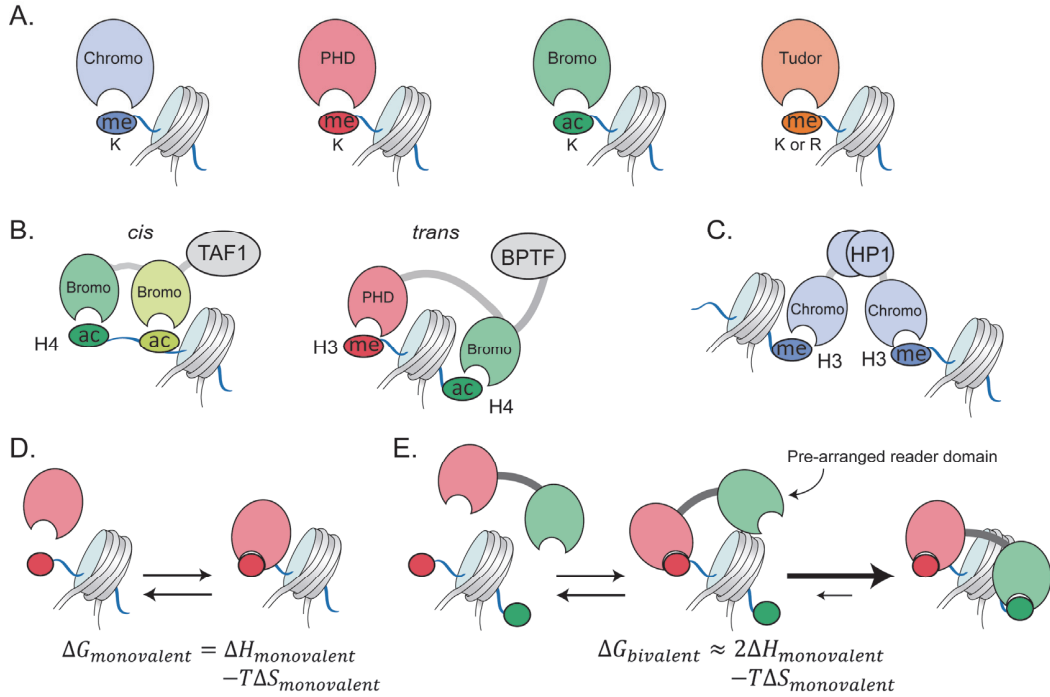 A.
Chromo
me
K
PHD
me
K
Bromo
ac
K
Tudor
me
K or R
B.
cis
TAF1
Bromo
Bromo
ac
ac
H4
trans
BPTF
PHD
H3
me
Bromo
ac
H4
C.
HP1
Chromo
Chromo
me
H3
H3
me
D.
ΔG_monovalent = ΔH_monovalent
−TΔS_monovalent
E.
Pre-arranged reader domain
ΔG_bivalent ≈ 2ΔH_monovalent
−TΔS_monovalent